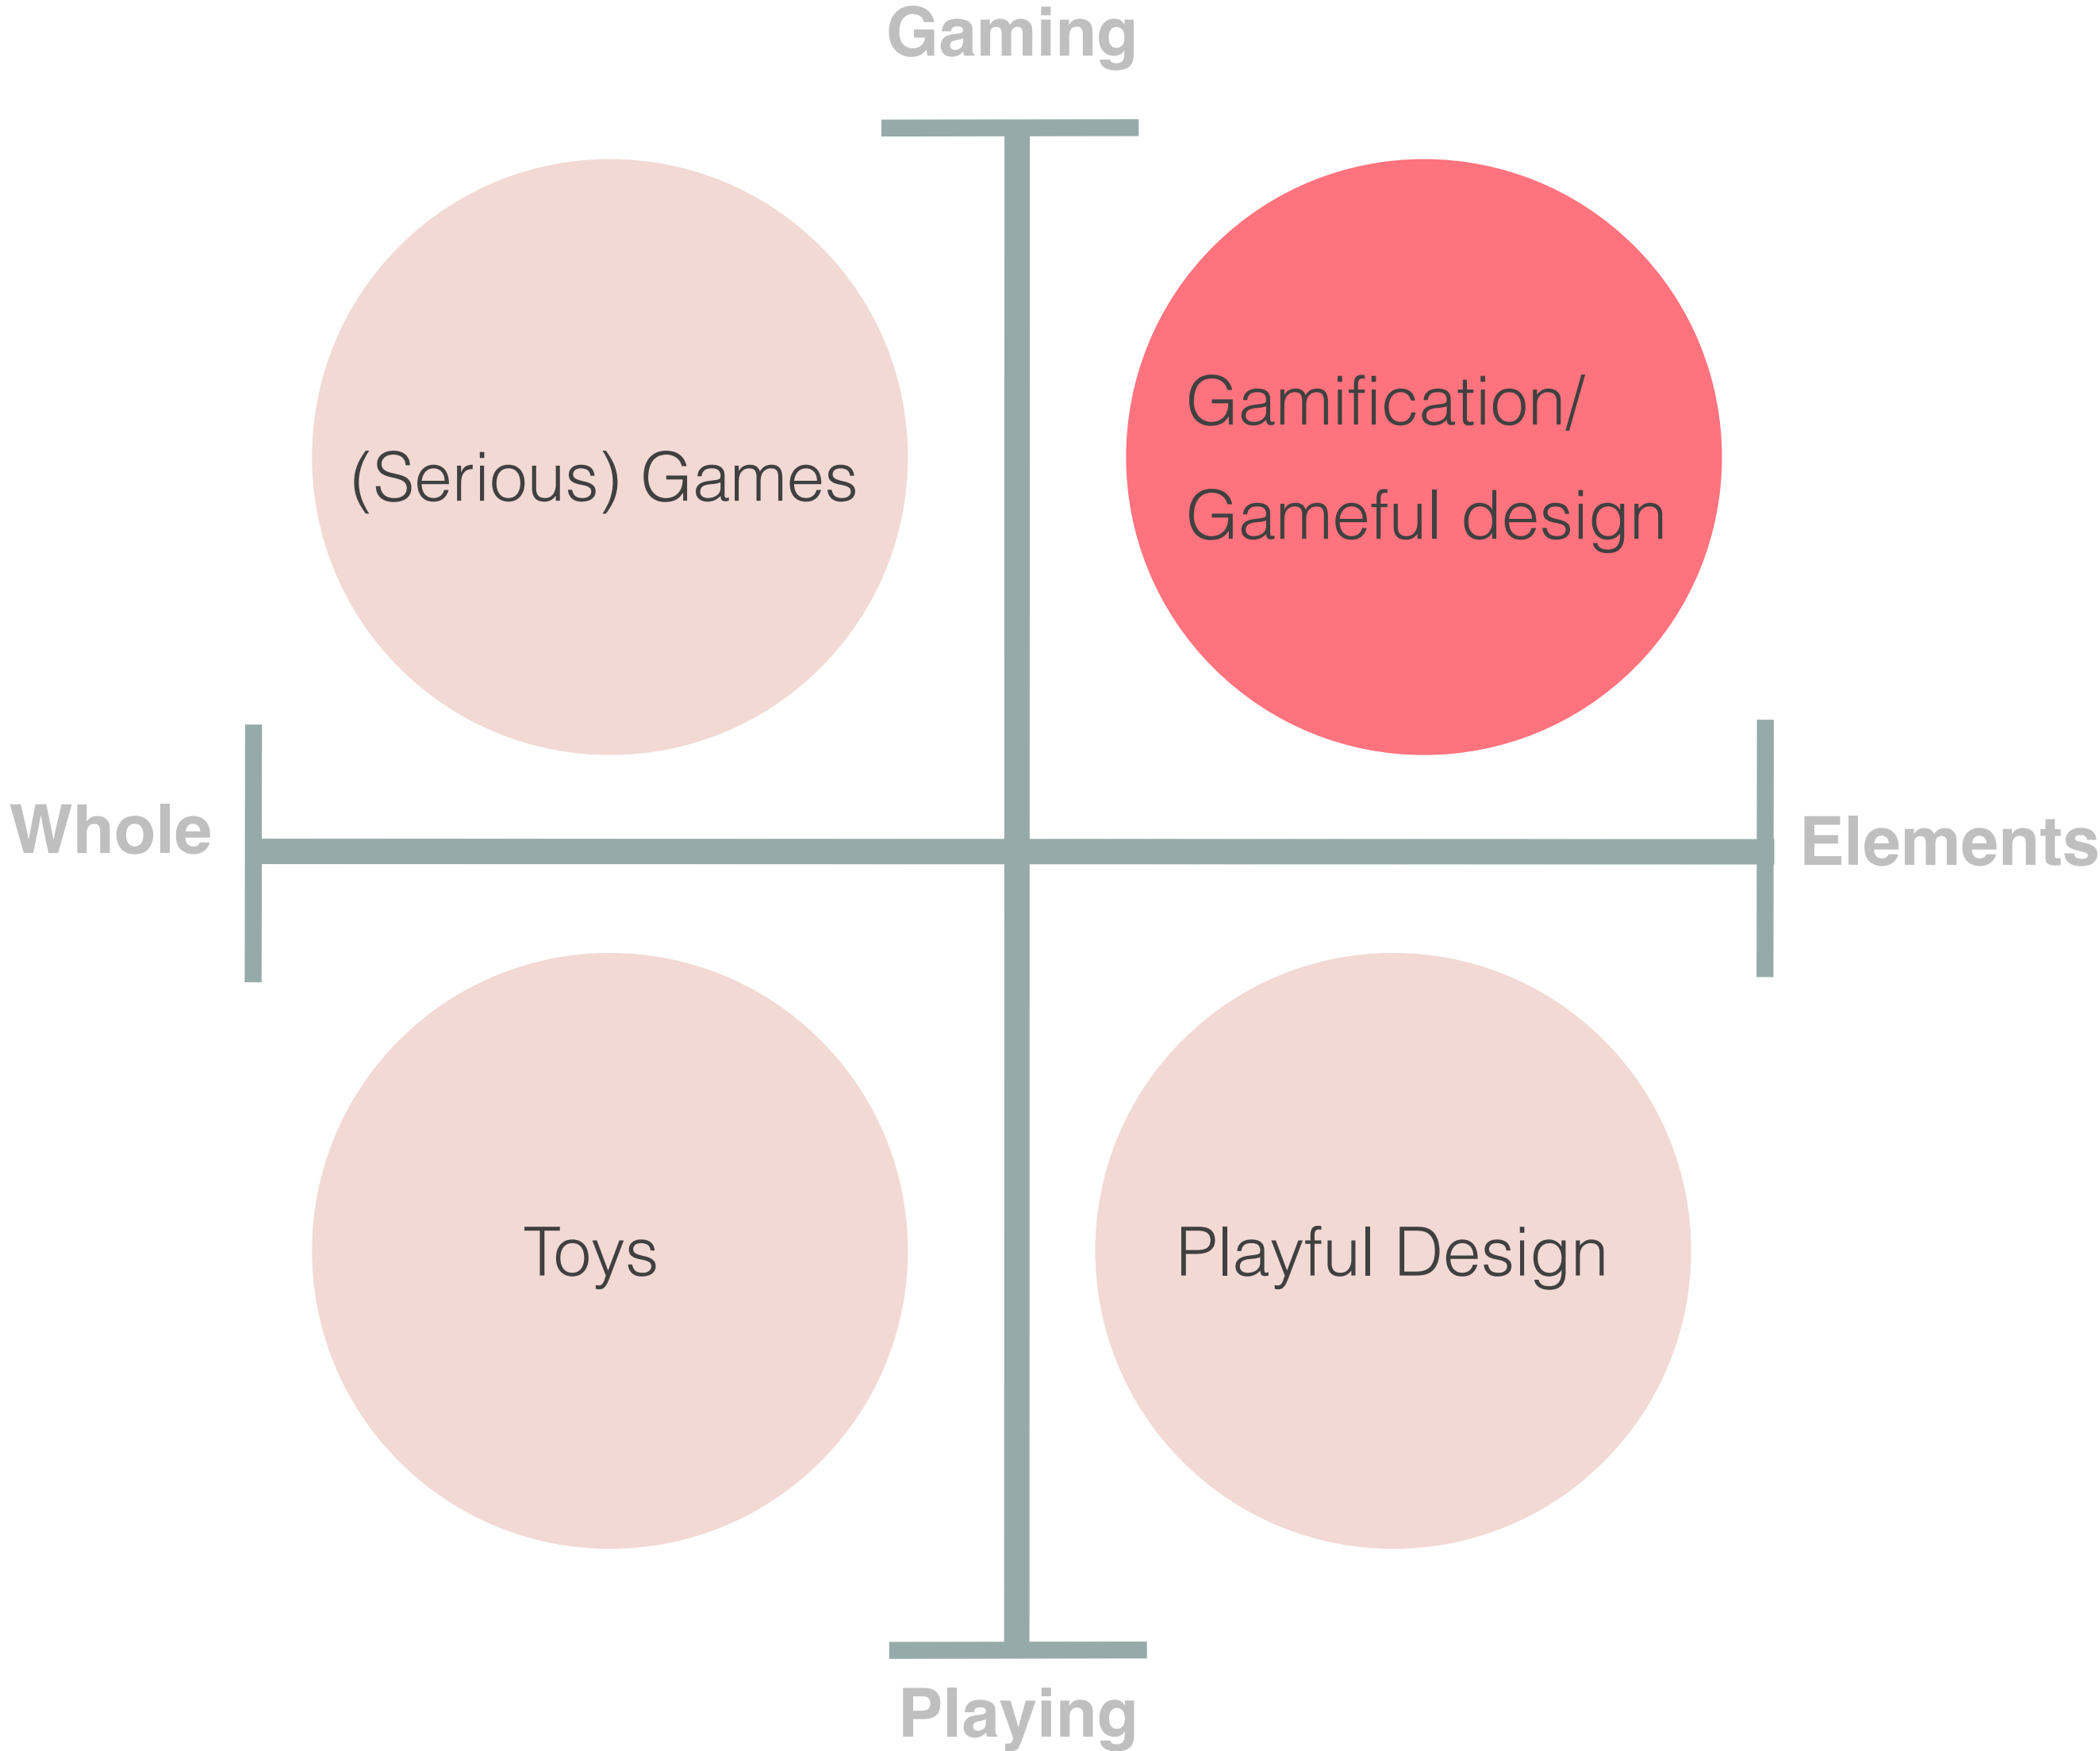 Gaming
Gamification/
(Serious) Games
Gameful design
Whole
Elements
Toys
Playful Design
Playing